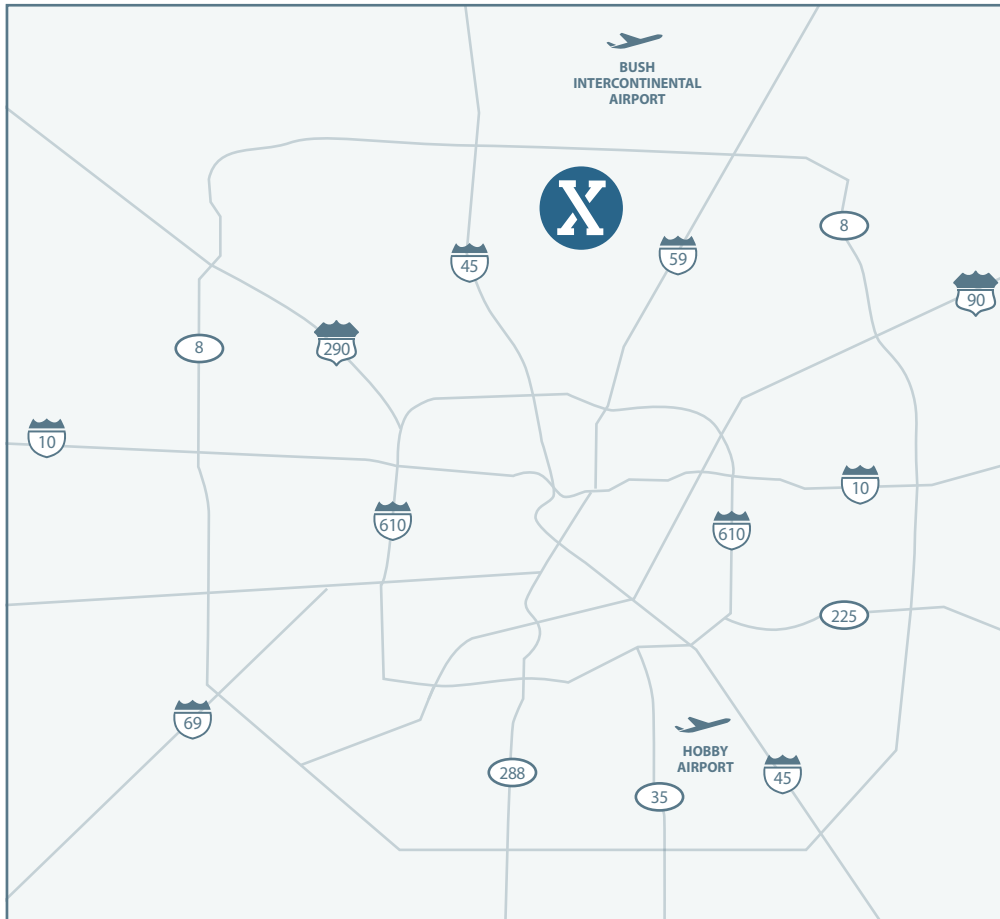 BUSH
INTERCONTINENTAL
AIRPORT
X
8
45
59
90
8
290
10
10
610
610
225
69
HOBBY
AIRPORT
288
45
35